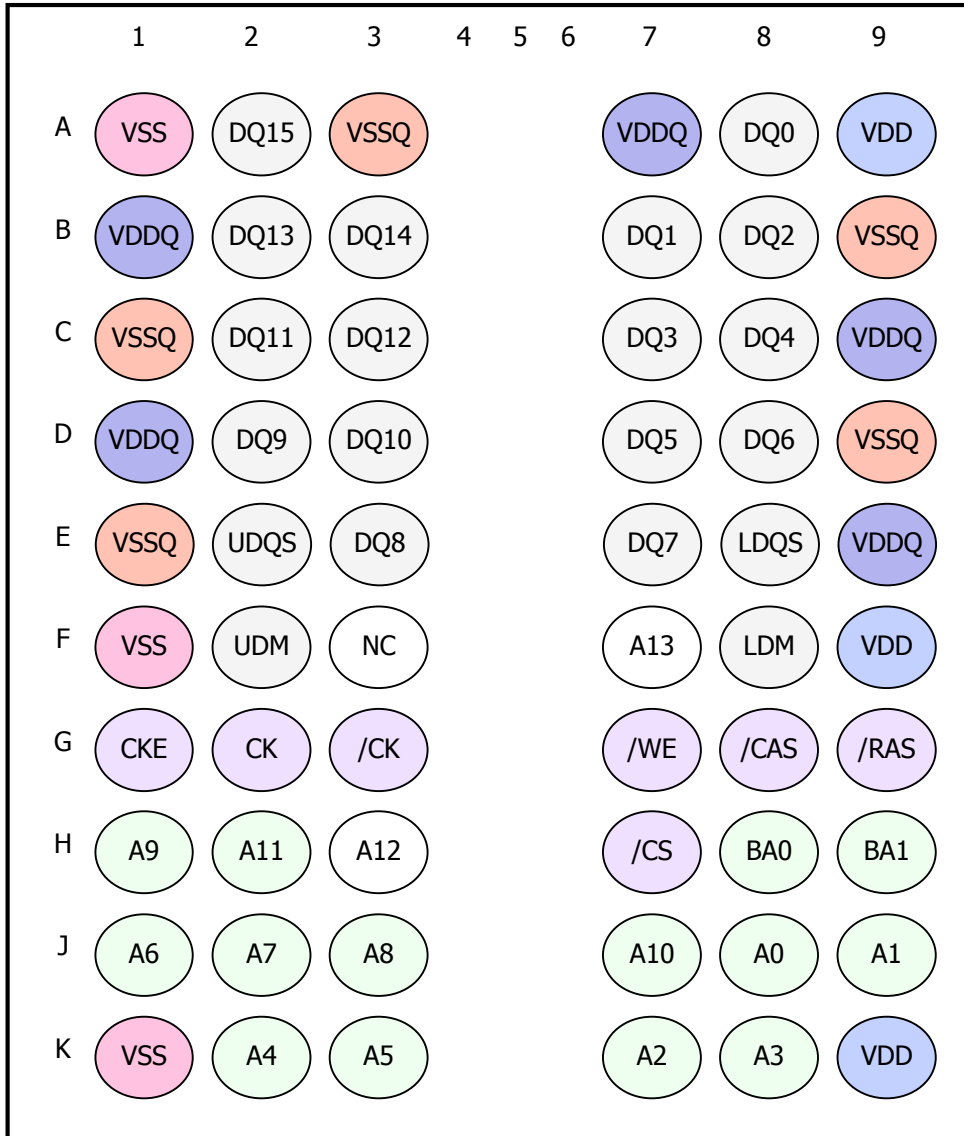 1 2 3 4 5 6 7 8 9
A VSS DQ15 VSSQ VDDQ DQ0 VDD
B VDDQ DQ13 DQ14 DQ1 DQ2 VSSQ
C VSSQ DQ11 DQ12 DQ3 DQ4 VDDQ
D VDDQ DQ9 DQ10 DQ5 DQ6 VSSQ
E VSSQ UDQS DQ8 DQ7 LDQS VDDQ
F VSS UDM NC A13 LDM VDD
G CKE CK /CK /WE /CAS /RAS
H A9 A11 A12 /CS BA0 BA1
J A6 A7 A8 A10 A0 A1
K VSS A4 A5 A2 A3 VDD